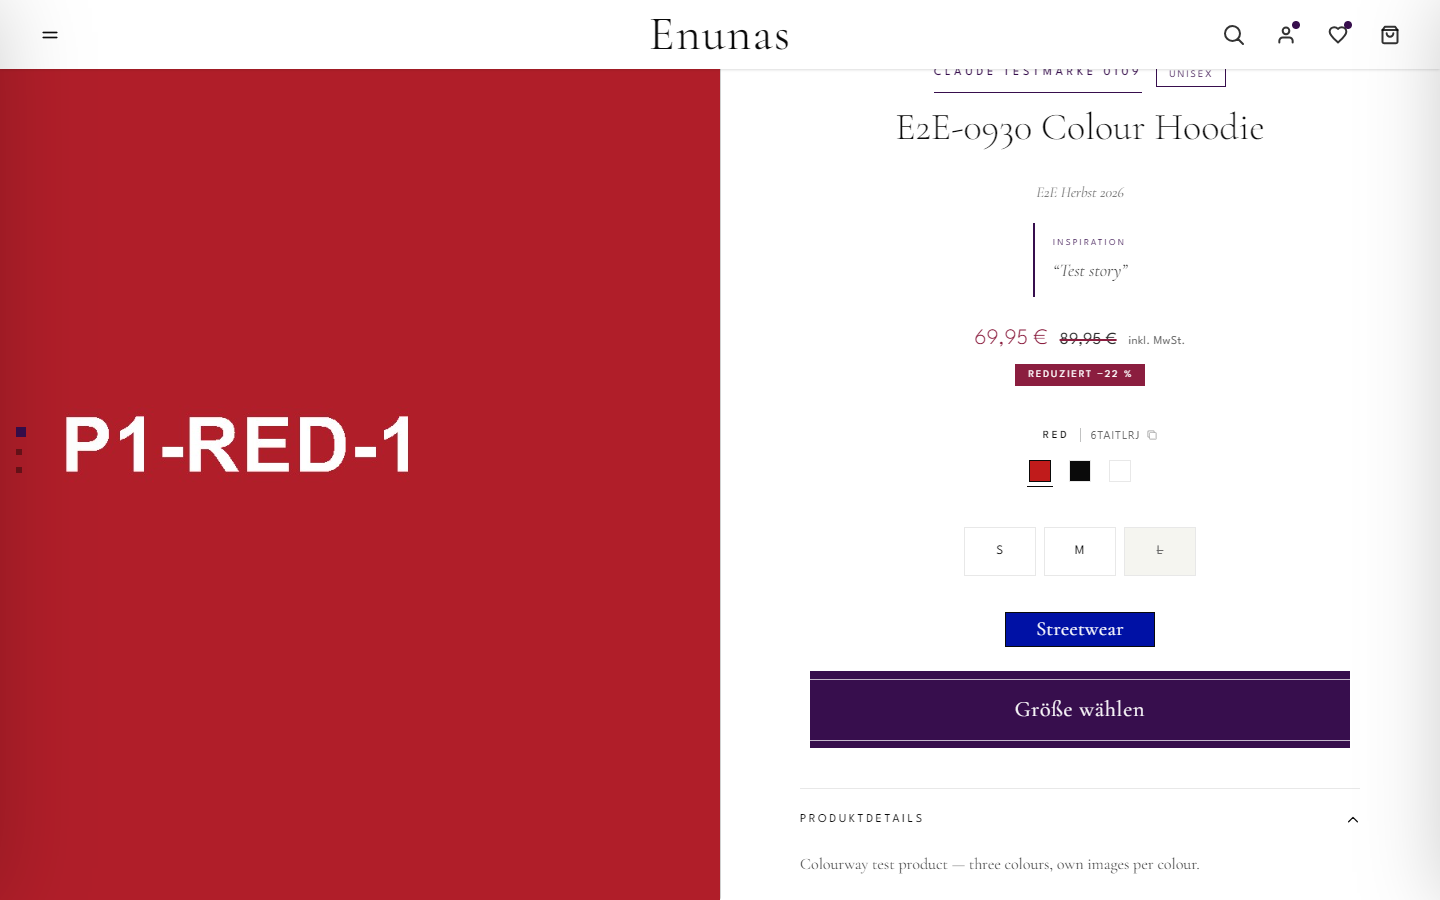 Enunas
CLAUDE TESTMARKE 0109
UNISEX
E2E-0930 Colour Hoodie
E2E Herbst 2026
INSPIRATION
“Test story”
69,95 € 89,95 € inkl. MwSt.
REDUZIERT −22 %
P1-RED-1
RED 6TAITLRJ
S M L
Streetwear
Größe wählen
PRODUKTDETAILS
Colourway test product — three colours, own images per colour.